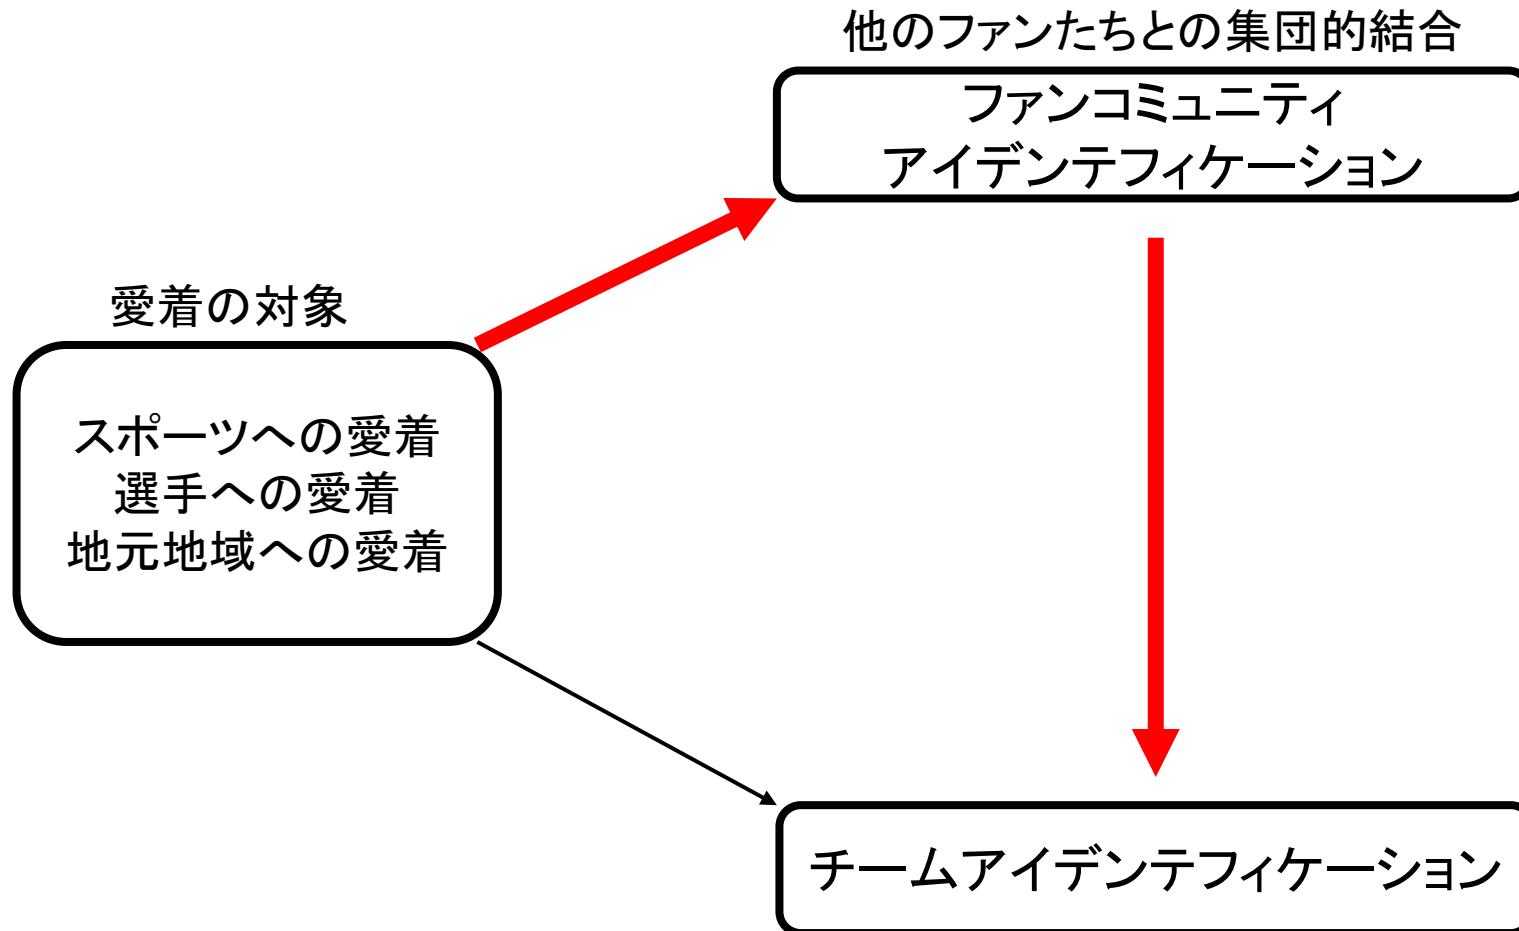 他のファンたちとの集団的結合
ファンコミュニティ
アイデンテフィケーション
愛着の対象
スポーツへの愛着
選手への愛着
地元地域への愛着
チームアイデンテフィケーション